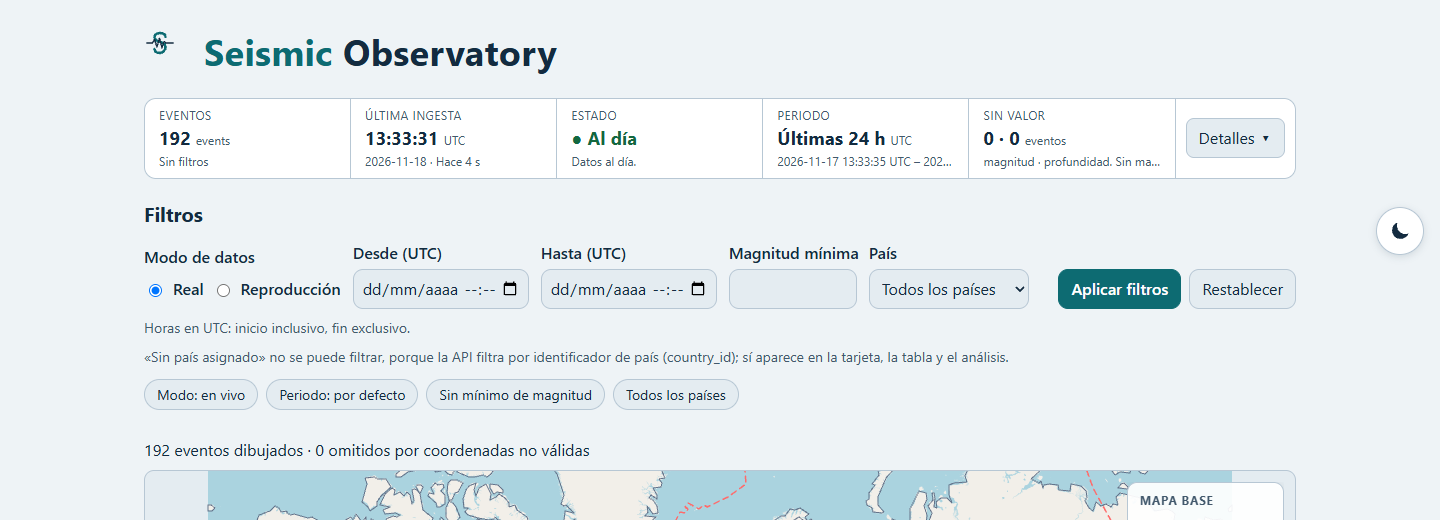 Seismic Observatory
EVENTOS
192 events
Sin filtros
ÚLTIMA INGESTA
13:33:31 UTC
2026-11-18 · Hace 4 s
ESTADO
● Al día
Datos al día.
PERIODO
Últimas 24 h UTC
2026-11-17 13:33:35 UTC – 202...
SIN VALOR
0 · 0 eventos
magnitud · profundidad. Sin ma...
Detalles ▼
Filtros
Modo de datos
Real Reproducción
Desde (UTC)
dd/mm/aaaa --:--
Hasta (UTC)
dd/mm/aaaa --:--
Magnitud mínima
País
Todos los países
Aplicar filtros
Restablecer
Horas en UTC: inicio inclusivo, fin exclusivo.
«Sin país asignado» no se puede filtrar, porque la API filtra por identificador de país (country_id); sí aparece en la tarjeta, la tabla y el análisis.
Modo: en vivo
Periodo: por defecto
Sin mínimo de magnitud
Todos los países
192 eventos dibujados · 0 omitidos por coordenadas no válidas
MAPA BASE